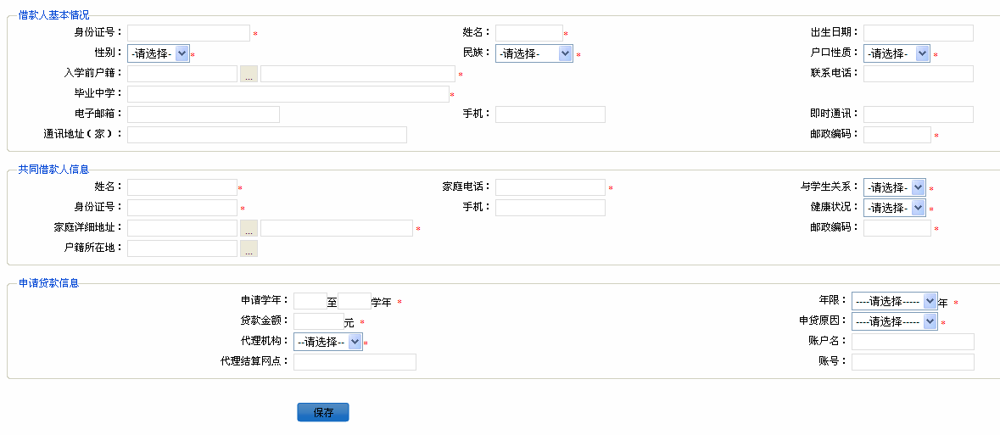 借款人基本情况
身份证号： * 姓名： * 出生日期：
性别： -请选择- * 民族： -请选择- * 户口性质： -请选择- *
入学前户籍： ... * 联系电话：
毕业中学： *
电子邮箱： 手机： 即时通讯：
通讯地址(家)： 邮政编码： *
共同借款人信息
姓名： * 家庭电话： * 与学生关系： -请选择- *
身份证号： * 手机： 健康状况： -请选择- *
家庭详细地址： ... * 邮政编码： *
户籍所在地： ...
申请贷款信息
申请学年： 至 学年 * 年限： ----请选择----- 年 *
贷款金额： 元 * 申贷原因： ----请选择----- *
代理机构： --请选择-- * 账户名：
代理结算网点： 账号：
保存